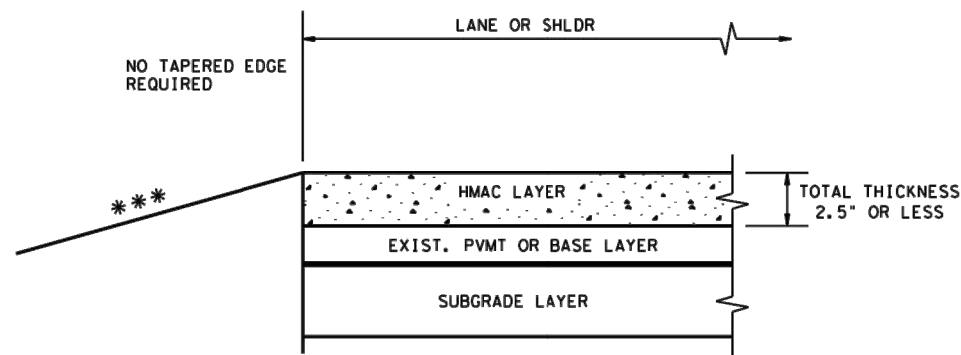 LANE OR SHLDR
NO TAPERED EDGE
REQUIRED
***
HMAC LAYER
TOTAL THICKNESS
2.5" OR LESS
EXIST. PVMT OR BASE LAYER
SUBGRADE LAYER